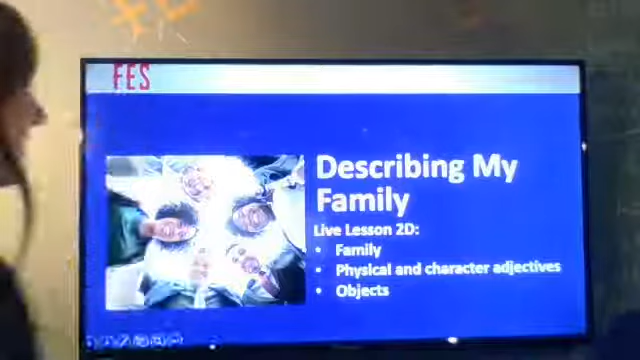 FES
Describing My
Family
Live Lesson 2D:
• Family
• Physical and character adjectives
• Objects